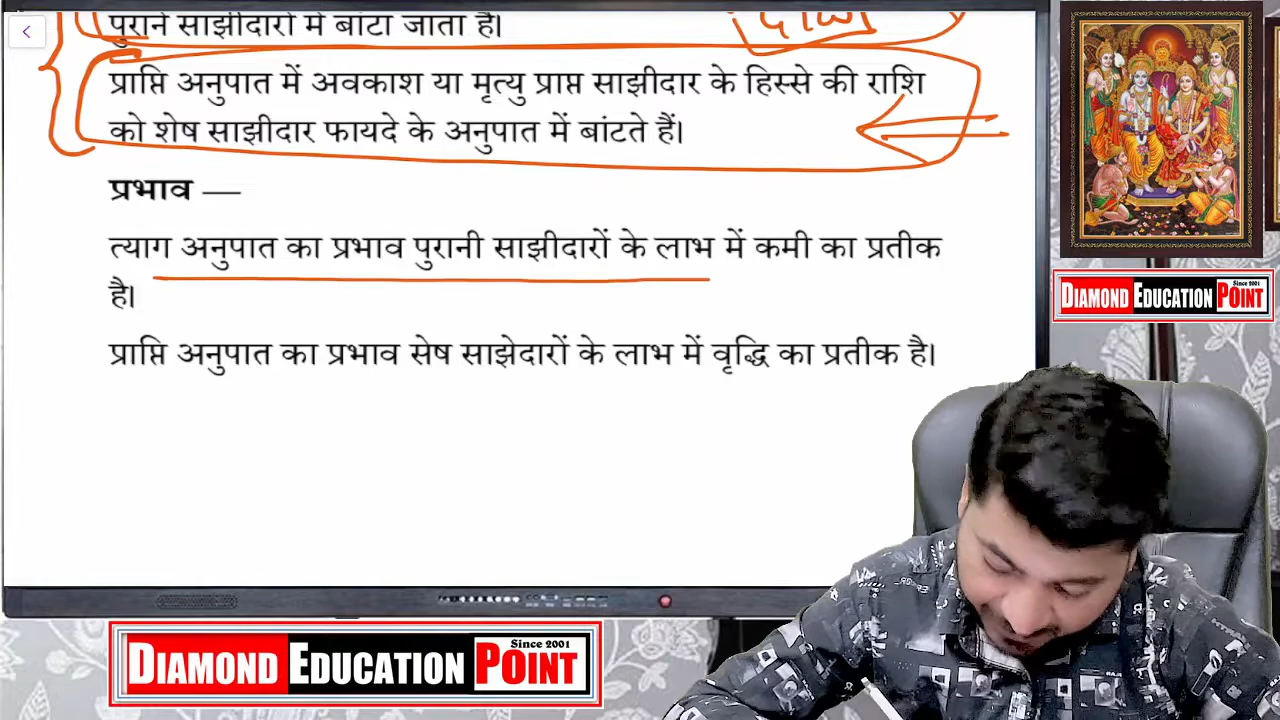 पुराने साझीदारों में बांटा जाता है।
प्राप्ति अनुपात में अवकाश या मृत्यु प्राप्त साझीदार के हिस्से की राशि
को शेष साझीदार फायदे के अनुपात में बांटते हैं।
प्रभाव —
त्याग अनुपात का प्रभाव पुरानी साझीदारों के लाभ में कमी का प्रतीक
है।
प्राप्ति अनुपात का प्रभाव सेष साझेदारों के लाभ में वृद्धि का प्रतीक है।
Since 2001
DIAMOND EDUCATION POINT
Since 2001
DIAMOND EDUCATION POINT